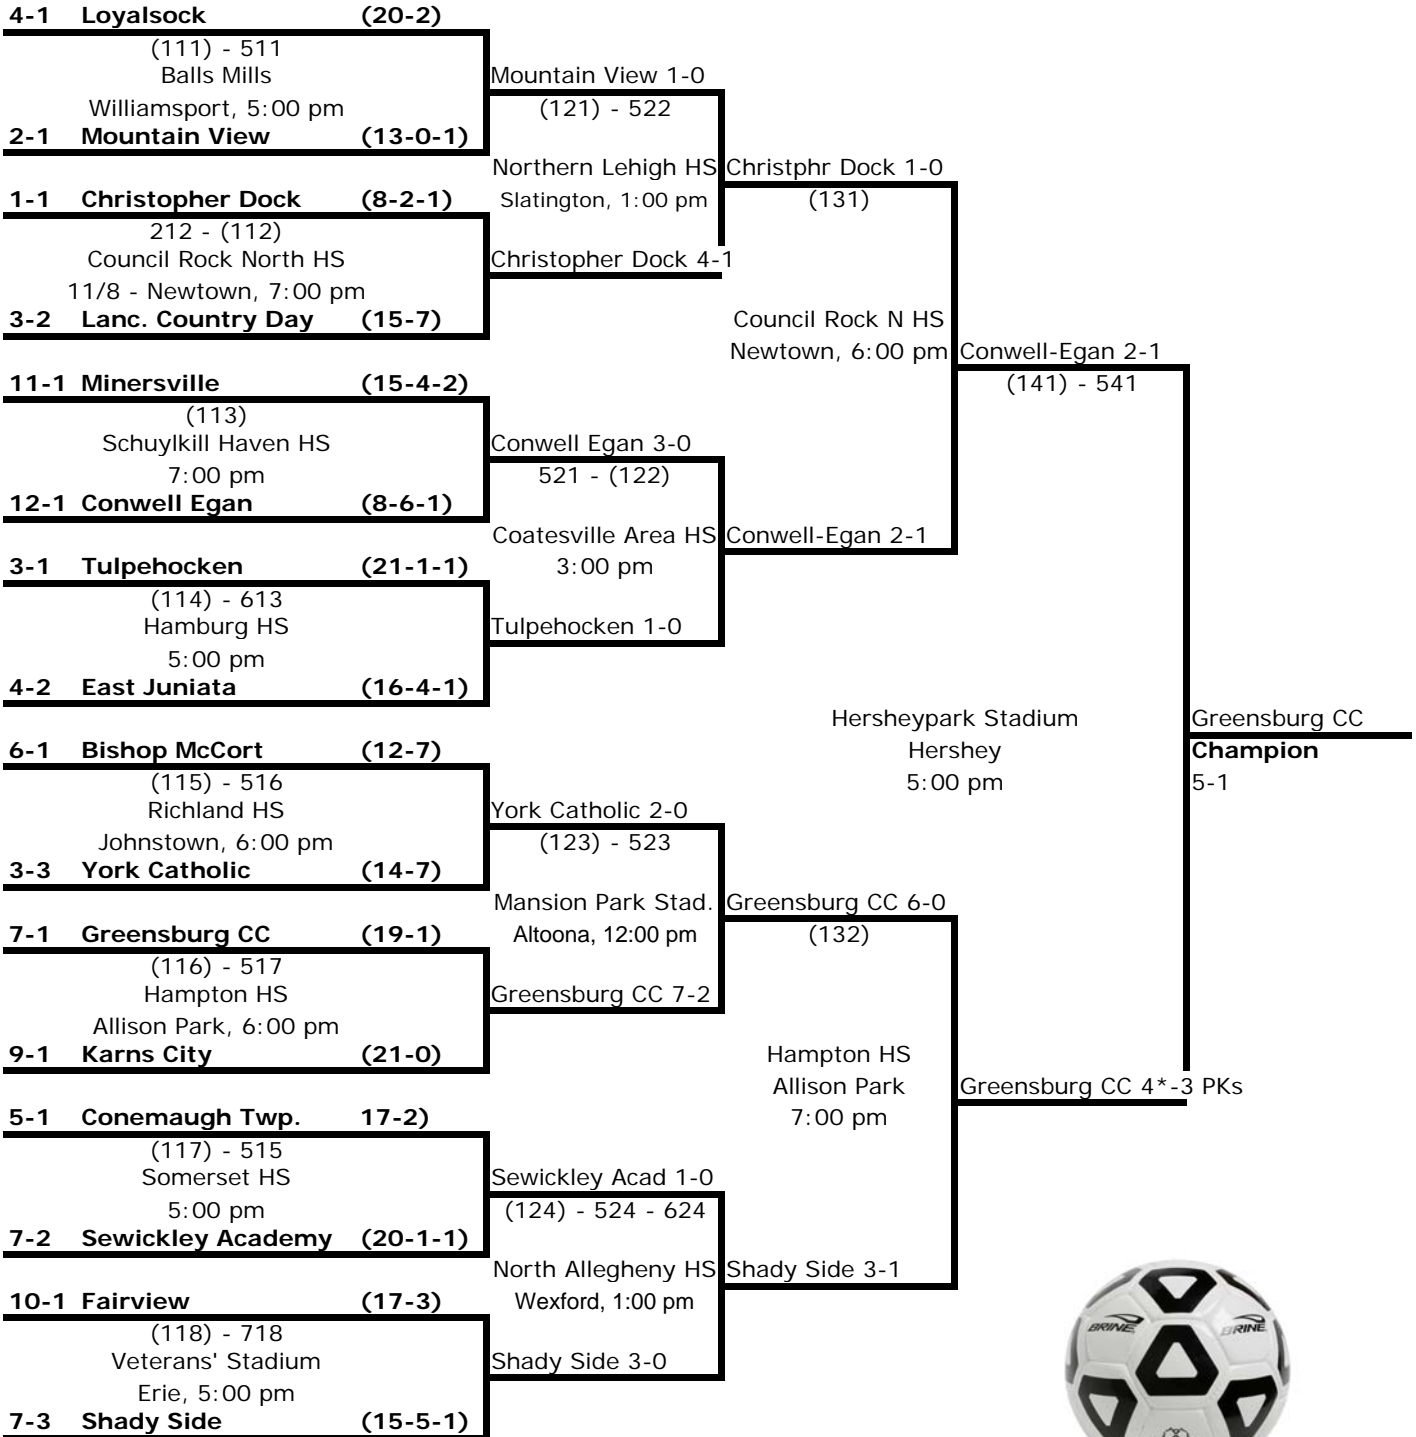 4-1 Loyalsock (20-2)
(111) - 511
Balls Mills
Williamsport, 5:00 pm
2-1 Mountain View (13-0-1)
1-1 Christopher Dock (8-2-1)
212 - (112)
Council Rock North HS
11/8 - Newtown, 7:00 pm
3-2 Lanc. Country Day (15-7)
11-1 Minersville (15-4-2)
(113)
Schuylkill Haven HS
7:00 pm
12-1 Conwell Egan (8-6-1)
3-1 Tulpehocken (21-1-1)
(114) - 613
Hamburg HS
5:00 pm
4-2 East Juniata (16-4-1)
6-1 Bishop McCort (12-7)
(115) - 516
Richland HS
Johnstown, 6:00 pm
3-3 York Catholic (14-7)
7-1 Greensburg CC (19-1)
(116) - 517
Hampton HS
Allison Park, 6:00 pm
9-1 Karns City (21-0)
5-1 Conemaugh Twp. 17-2)
(117) - 515
Somerset HS
5:00 pm
7-2 Sewickley Academy (20-1-1)
10-1 Fairview (17-3)
(118) - 718
Veterans' Stadium
Erie, 5:00 pm
7-3 Shady Side (15-5-1)
Mountain View 1-0
(121) - 522
Northern Lehigh HS
Slatington, 1:00 pm
Christopher Dock 4-1
Conwell Egan 3-0
521 - (122)
Coatesville Area HS
3:00 pm
Tulpehocken 1-0
York Catholic 2-0
(123) - 523
Mansion Park Stad.
Altoona, 12:00 pm
Greensburg CC 7-2
Sewickley Acad 1-0
(124) - 524 - 624
North Allegheny HS
Wexford, 1:00 pm
Shady Side 3-0
Christphr Dock 1-0
(131)
Council Rock N HS
Newtown, 6:00 pm
Conwell-Egan 2-1
Greensburg CC 6-0
(132)
Hampton HS
Allison Park
7:00 pm
Shady Side 3-1
Conwell-Egan 2-1
(141) - 541
Hersheypark Stadium
Hershey
5:00 pm
Greensburg CC 4*-3 PKs
Greensburg CC
Champion
5-1
BRINE
BRINE